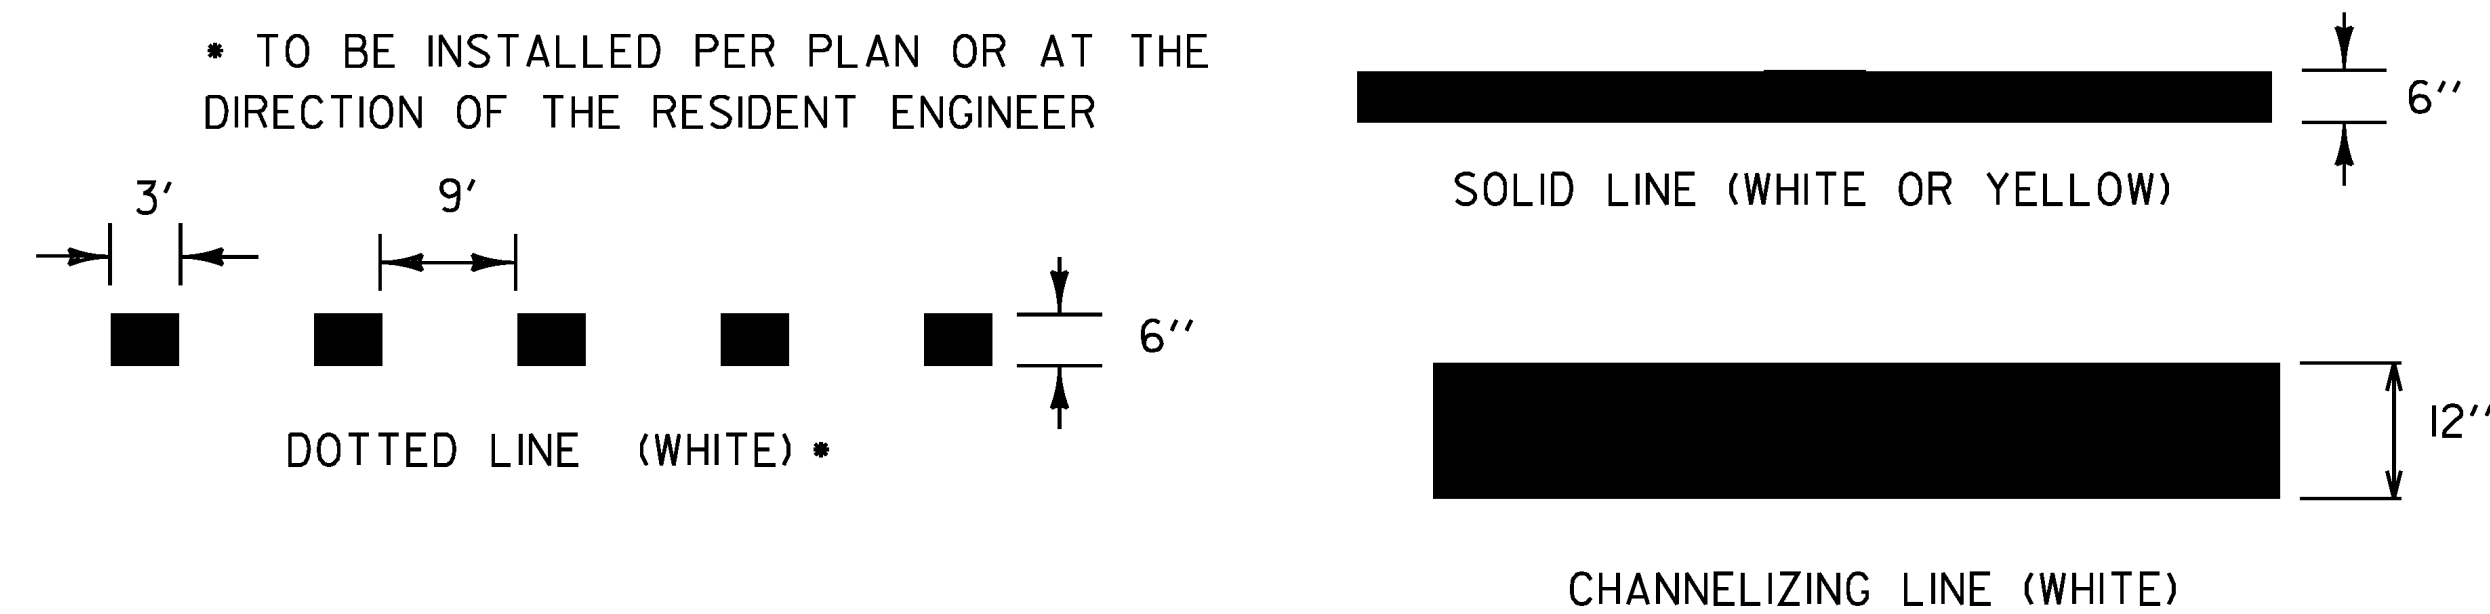 * TO BE INSTALLED PER PLAN OR AT THE
DIRECTION OF THE RESIDENT ENGINEER
3'
9'
6''
DOTTED LINE (WHITE)*
6''
SOLID LINE (WHITE OR YELLOW)
12''
CHANNELIZING LINE (WHITE)